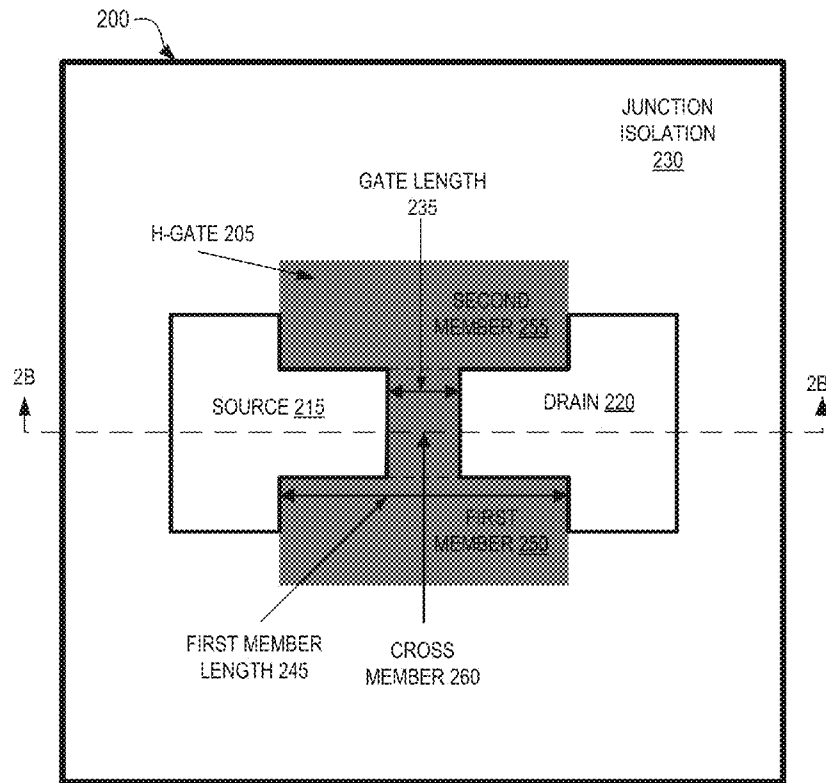 200
JUNCTION
ISOLATION
230
GATE LENGTH
235
H-GATE 205
SECOND
MEMBER 255
2B
2B
SOURCE 215
DRAIN 220
FIRST
MEMBER 250
FIRST MEMBER
LENGTH 245
CROSS
MEMBER 260